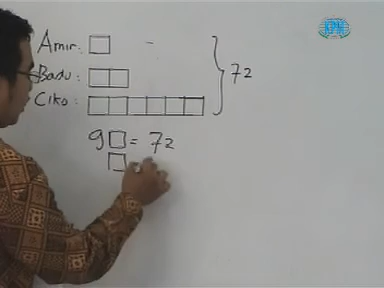 Amir:
Badu:
Ciko:
72
9□ = 72
□